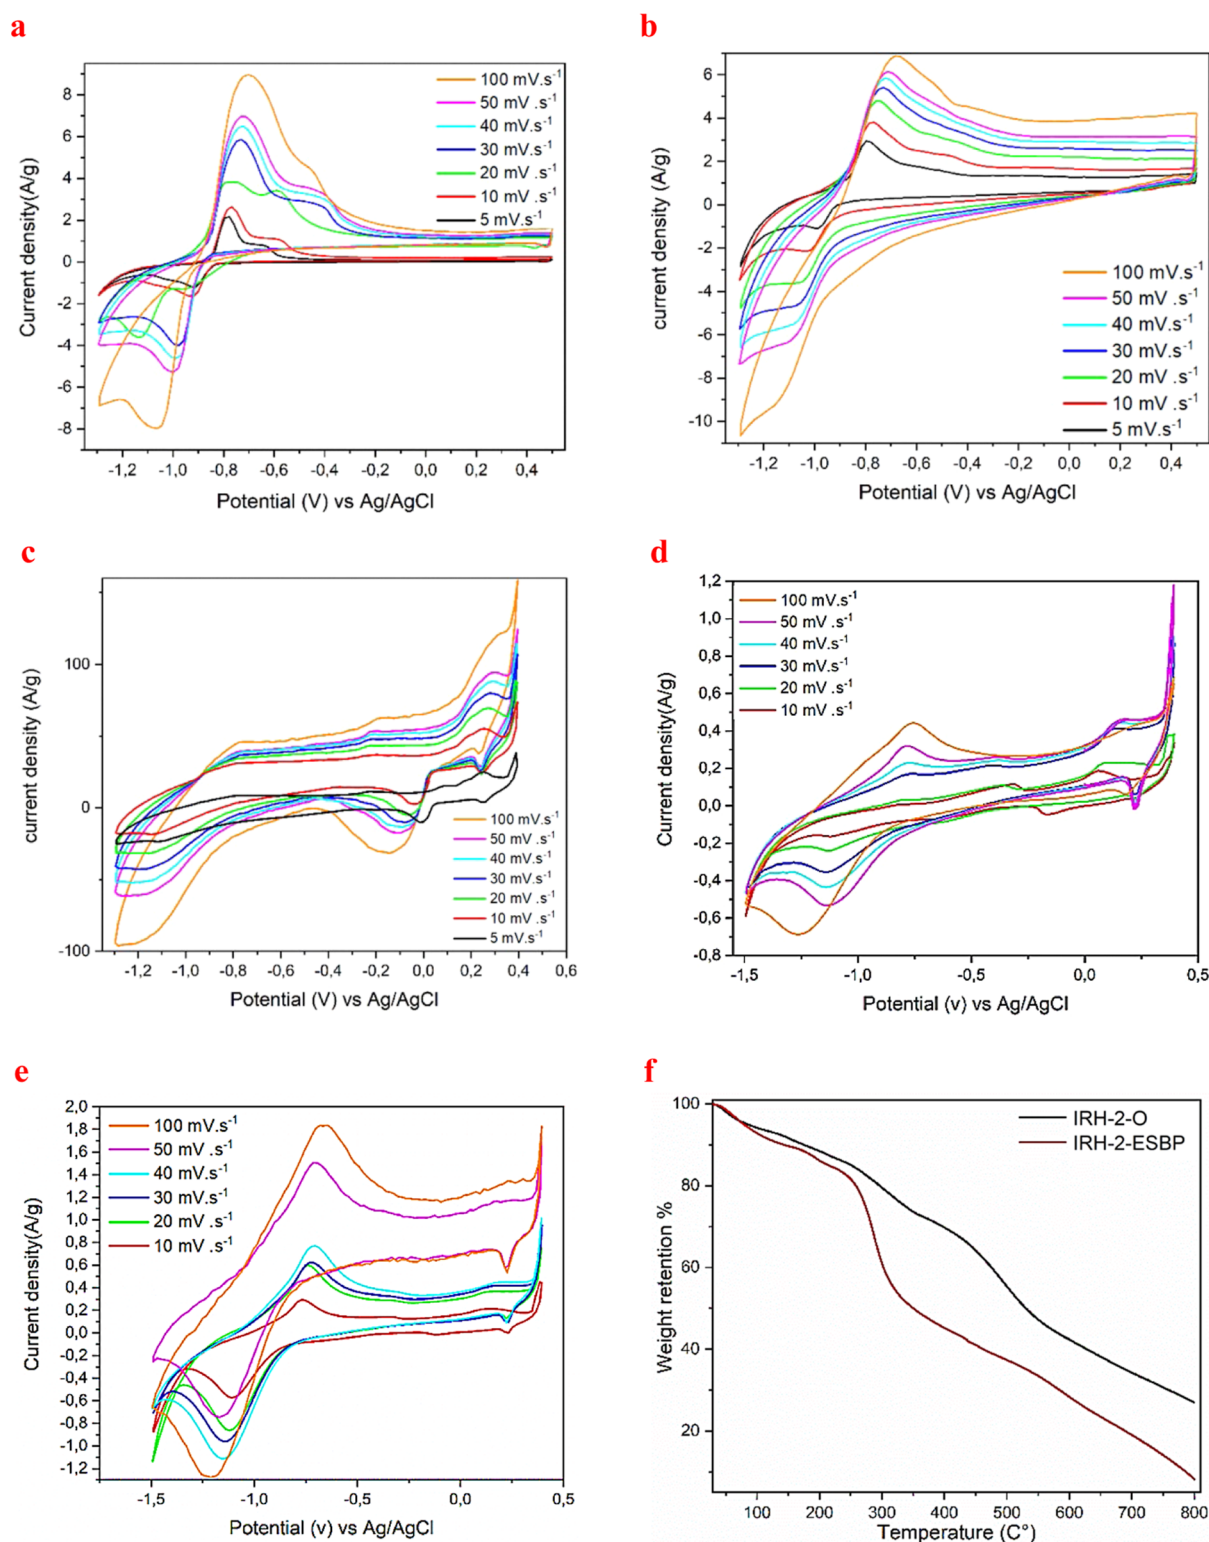 a
8
6
4
2
0
-2
-4
-6
-8
Current density(A/g)
100 mV.s-1
50 mV .s-1
40 mV.s-1
30 mV.s-1
20 mV .s-1
10 mV .s-1
5 mV.s-1
-1,2 -1,0 -0,8 -0,6 -0,4 -0,2 0,0 0,2 0,4
Potential (V) vs Ag/AgCl
b
6
4
2
0
-2
-4
-6
-8
-10
current density (A/g)
100 mV.s-1
50 mV .s-1
40 mV.s-1
30 mV.s-1
20 mV .s-1
10 mV .s-1
5 mV.s-1
-1,2 -1,0 -0,8 -0,6 -0,4 -0,2 0,0 0,2 0,4
Potential (V) vs Ag/AgCl
c
100
0
-100
current density (A/g)
100 mV.s-1
50 mV .s-1
40 mV.s-1
30 mV.s-1
20 mV .s-1
10 mV .s-1
5 mV.s-1
-1,2 -1,0 -0,8 -0,6 -0,4 -0,2 0,0 0,2 0,4 0,6
Potential (V) vs Ag/AgCl
d
1,2
1,0
0,8
0,6
0,4
0,2
0,0
-0,2
-0,4
-0,6
-0,8
Current density(A/g)
100 mV.s-1
50 mV .s-1
40 mV.s-1
30 mV.s-1
20 mV .s-1
10 mV .s-1
-1,5 -1,0 -0,5 0,0 0,5
Potential (v) vs Ag/AgCl
e
2,0
1,8
1,6
1,4
1,2
1,0
0,8
0,6
0,4
0,2
0,0
-0,2
-0,4
-0,6
-0,8
-1,0
-1,2
Current density(A/g)
100 mV.s-1
50 mV .s-1
40 mV.s-1
30 mV.s-1
20 mV .s-1
10 mV .s-1
-1,5 -1,0 -0,5 0,0 0,5
Potential (v) vs Ag/AgCl
f
100
80
60
40
20
Weight retention %
IRH-2-O
IRH-2-ESBP
100 200 300 400 500 600 700 800
Temperature (C°)